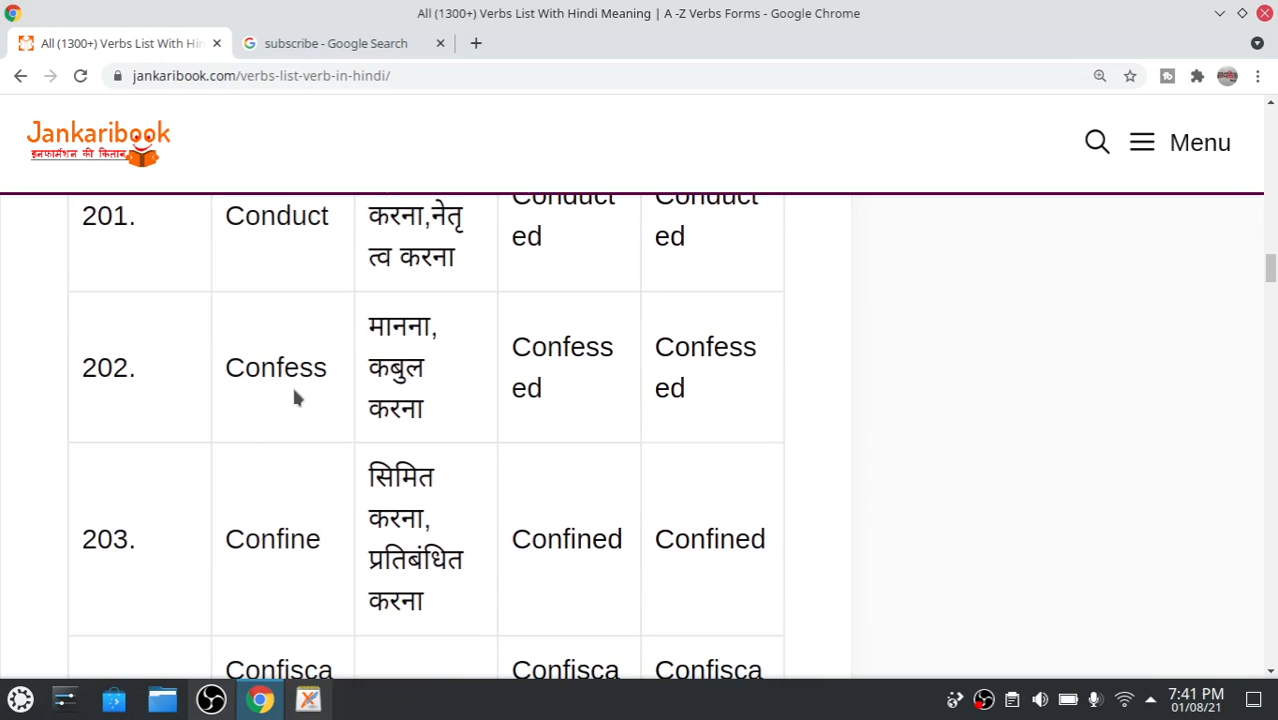 All (1300+) Verbs List With Hindi Meaning | A -Z Verbs Forms - Google Chrome
All (1300+) Verbs List With Hin
subscribe - Google Search
jankaribook.com/verbs-list-verb-in-hindi/
Jankaribook
इनफार्मेशन की किताब
Menu
201.
Conduct
करना,नेतृ
त्व करना
Conduct
ed
Conduct
ed
202.
Confess
मानना,
कबुल
करना
Confess
ed
Confess
ed
203.
Confine
सिमित
करना,
प्रतिबंधित
करना
Confined
Confined
Confisca
Confisca
Confisca
7:41 PM
01/08/21